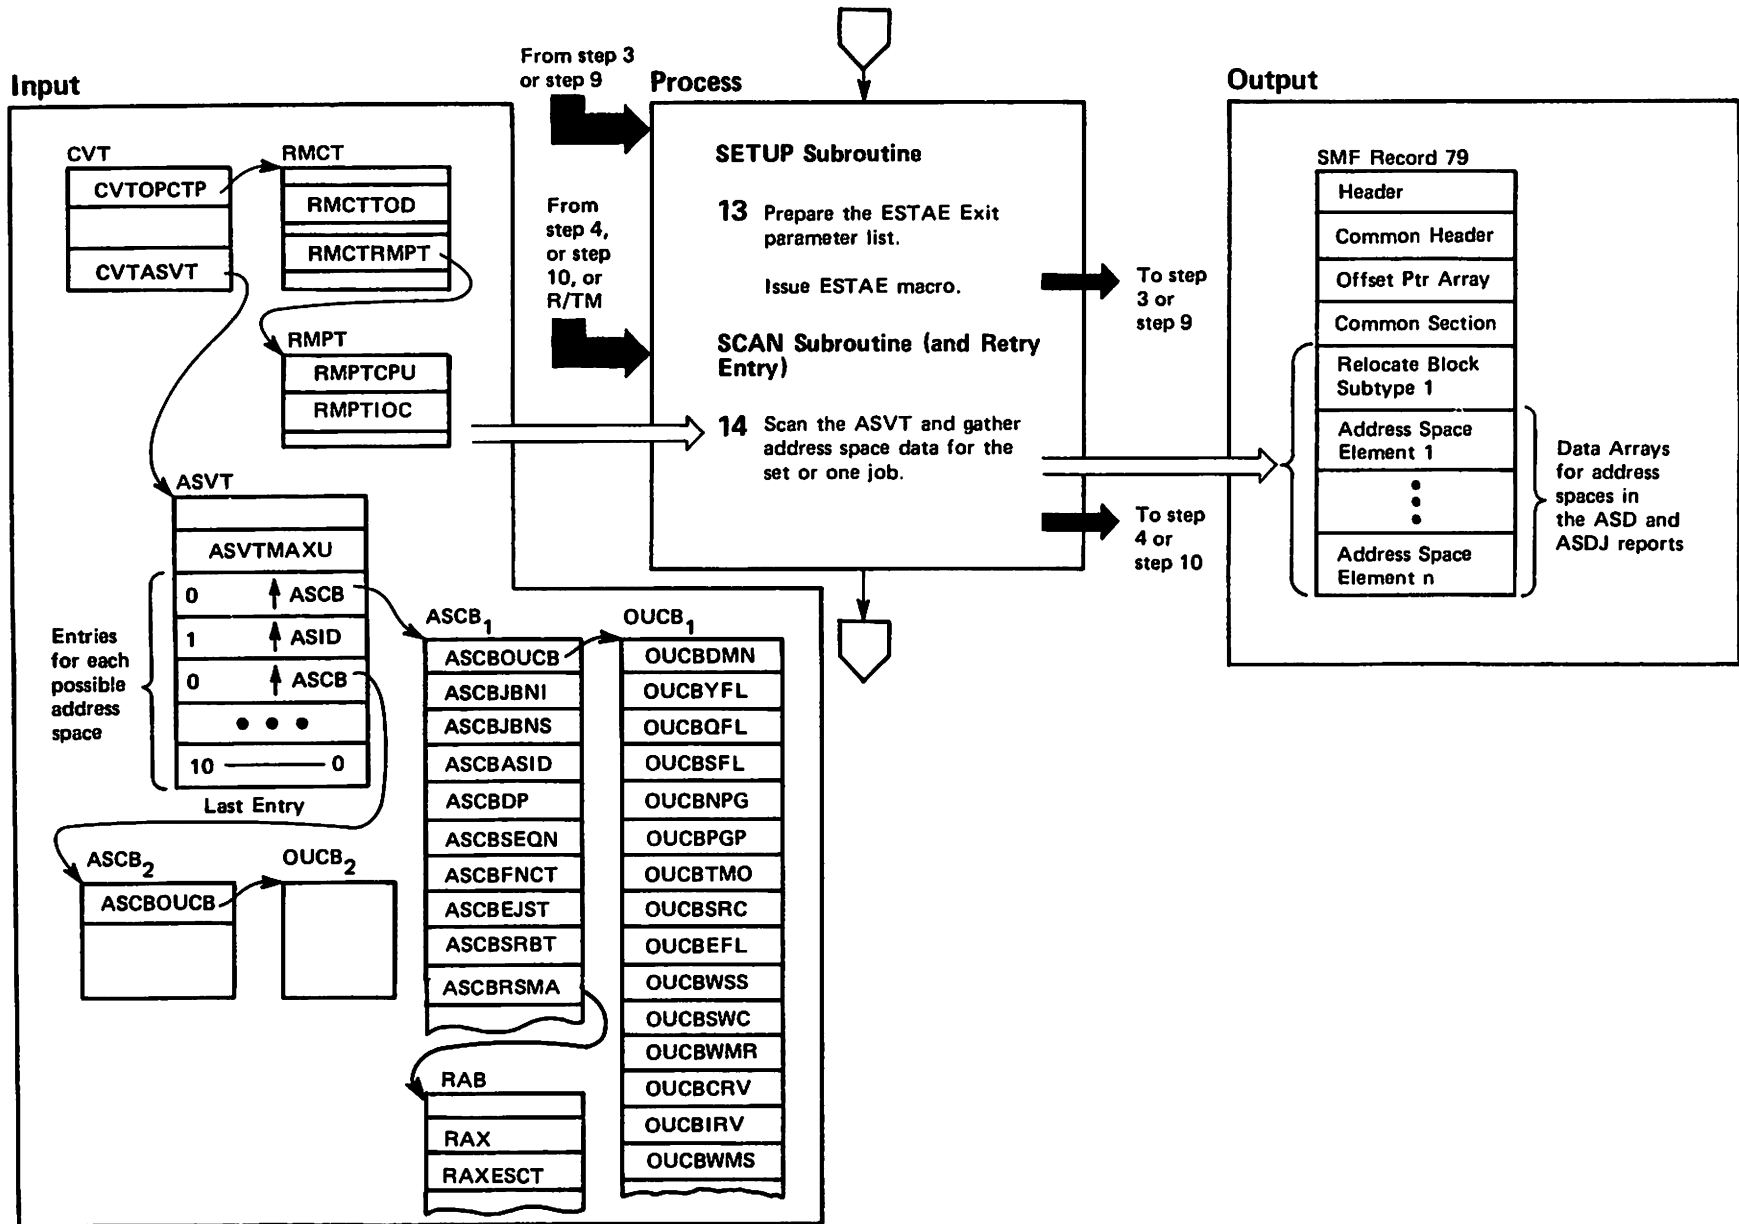 Input
CVT
CVTOPCTP
CVTASVT
RMCT
RMCTTOD
RMCTRMPT
RMPT
RMPTCPU
RMPTIOC
ASVT
ASVTMAXU
0 ↑ ASCB
1 ↑ ASID
0 ↑ ASCB
• • •
10 —— 0
Last Entry
Entries
for each
possible
address
space
ASCB2
ASCBOUCB
OUCB2
ASCB1
ASCBOUCB
ASCBJBNI
ASCBJBNS
ASCBASID
ASCBDP
ASCBSEQN
ASCBFNCT
ASCBEJST
ASCBSRBT
ASCBRSMA
RAB
RAX
RAXESCT
OUCB1
OUCBDMN
OUCBYFL
OUCBQFL
OUCBSFL
OUCBNPG
OUCBPGP
OUCBTMO
OUCBSRC
OUCBEFL
OUCBWSS
OUCBSWC
OUCBWMR
OUCBCRV
OUCBIRV
OUCBWMS
From step 3
or step 9
From
step 4,
or step
10, or
R/TM
Process
SETUP Subroutine
13 Prepare the ESTAE Exit
parameter list.
Issue ESTAE macro.
SCAN Subroutine (and Retry
Entry)
14 Scan the ASVT and gather
address space data for the
set or one job.
To step
3 or
step 9
To step
4 or
step 10
Output
SMF Record 79
Header
Common Header
Offset Ptr Array
Common Section
Relocate Block
Subtype 1
Address Space
Element 1
Address Space
Element n
Data Arrays
for address
spaces in
the ASD and
ASDJ reports